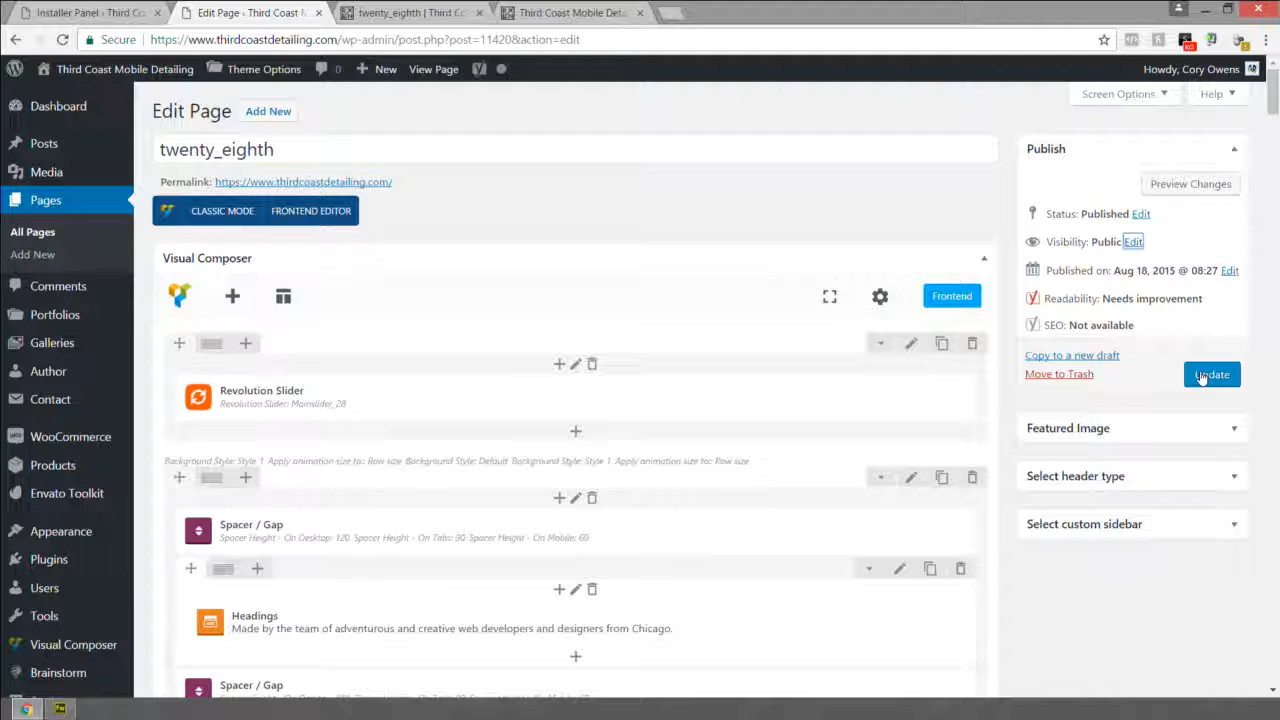 Installer Panel - Third Co
Edit Page - Third Coast M
twenty_eighth | Third Co
Third Coast Mobile Deta
Secure
https://www.thirdcoastdetailing.com/wp-admin/post.php?post=11420&action=edit
Third Coast Mobile Detailing
Theme Options
0
New
View Page
Howdy, Cory Owens
Dashboard
Posts
Media
Pages
All Pages
Add New
Comments
Portfolios
Galleries
Author
Contact
WooCommerce
Products
Envato Toolkit
Appearance
Plugins
Users
Tools
Visual Composer
Brainstorm
Screen Options
Help
Edit Page
Add New
twenty_eighth
Permalink: https://www.thirdcoastdetailing.com/
CLASSIC MODE
FRONTEND EDITOR
Visual Composer
Frontend
Revolution Slider
Revolution Slider: Mainslider_28
Background Style: Style 1 Apply animation size to:: Row size Background Style: Default Background Style: Style 1 Apply animation size to:: Row size
Spacer / Gap
Spacer Height - On Desktop: 120 Spacer Height - On Tabs: 90 Spacer Height - On Mobile: 60
Headings
Made by the team of adventurous and creative web developers and designers from Chicago.
Spacer / Gap
Publish
Preview Changes
Status: Published Edit
Visibility: Public Edit
Published on: Aug 18, 2015 @ 08:27 Edit
Readability: Needs improvement
SEO: Not available
Copy to a new draft
Move to Trash
Update
Featured Image
Select header type
Select custom sidebar